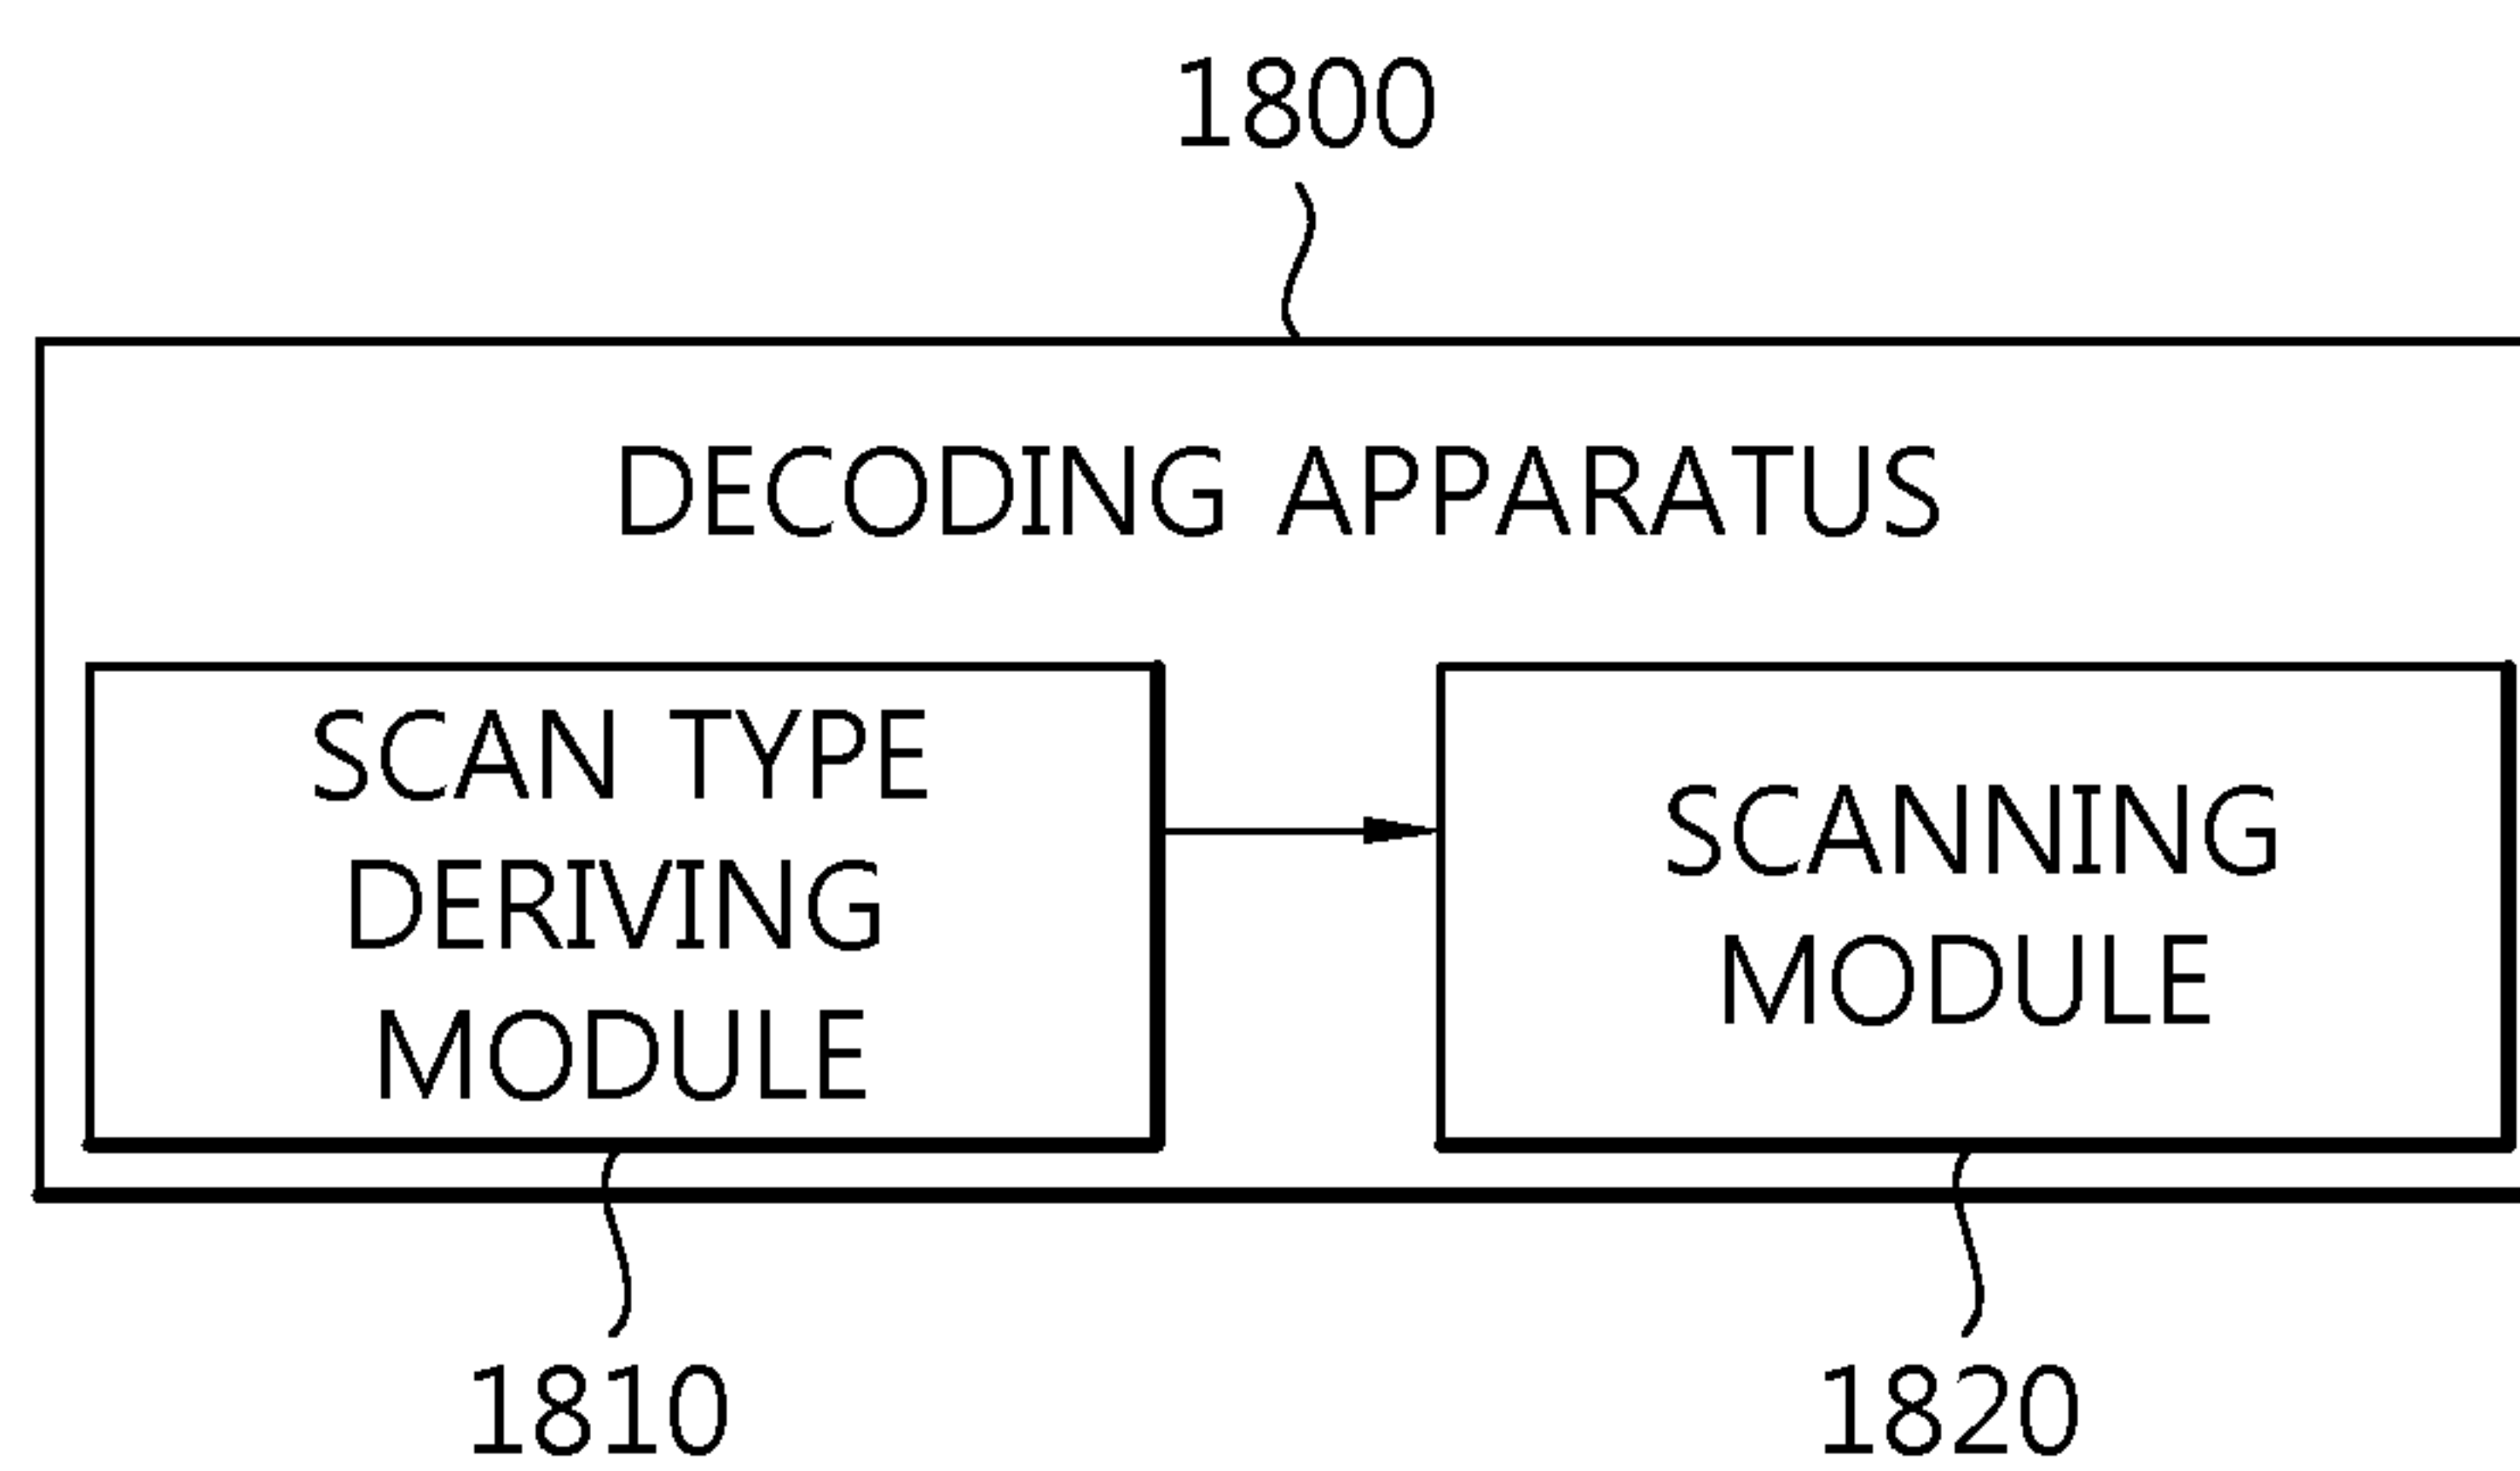 1800
DECODING APPARATUS
SCAN TYPE
DERIVING
MODULE
SCANNING
MODULE
1810
1820